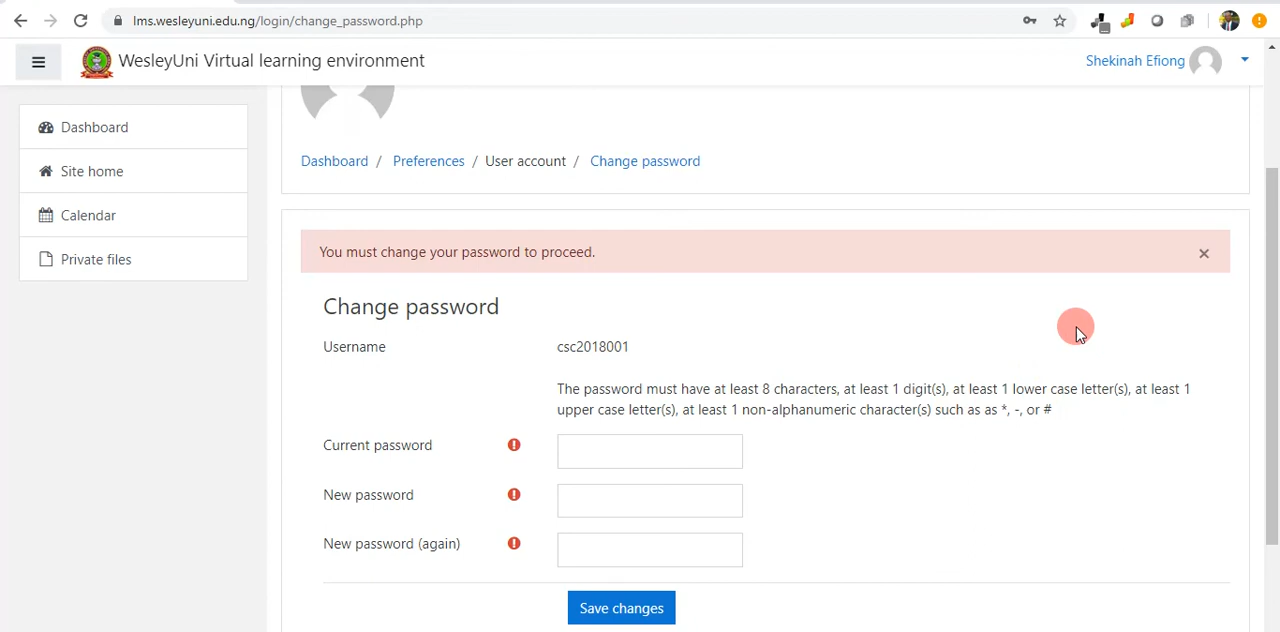 lms.wesleyuni.edu.ng/login/change_password.php
WesleyUni Virtual learning environment
Shekinah Efiong
Dashboard
Site home
Calendar
Private files
Dashboard / Preferences / User account / Change password
You must change your password to proceed.
×
Change password
Username csc2018001
The password must have at least 8 characters, at least 1 digit(s), at least 1 lower case letter(s), at least 1
upper case letter(s), at least 1 non-alphanumeric character(s) such as as *, -, or #
Current password
New password
New password (again)
Save changes